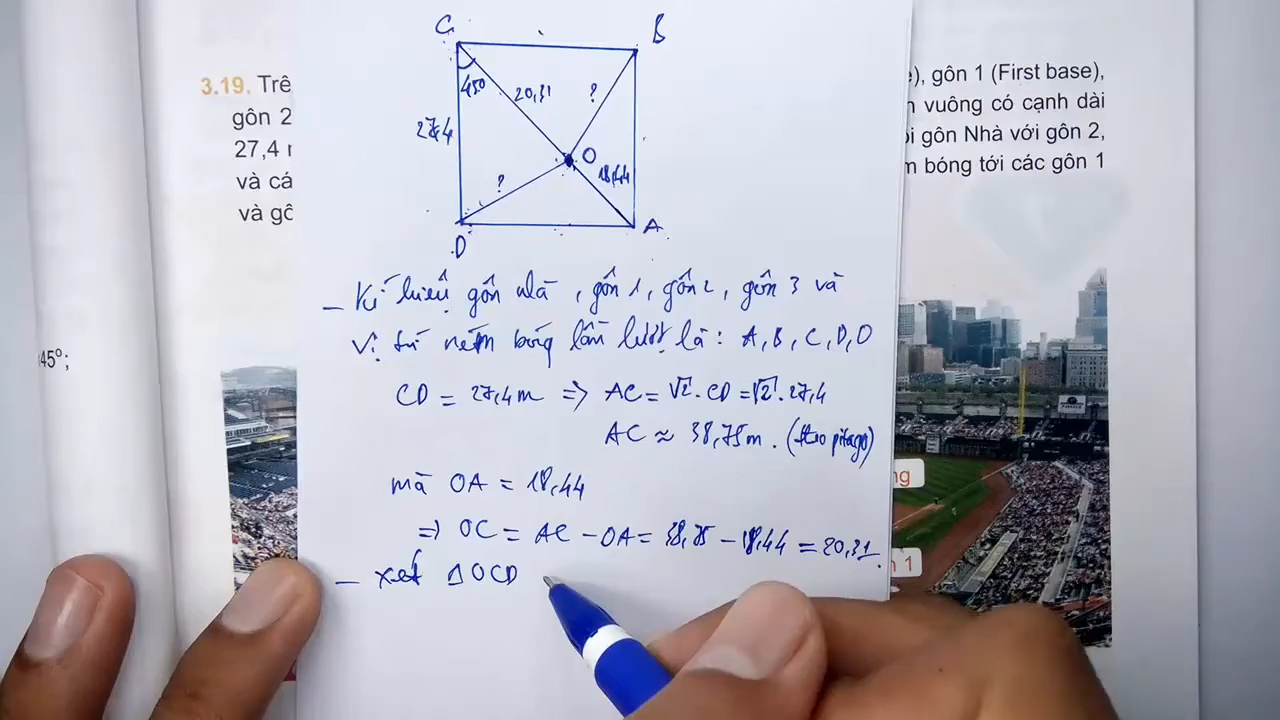 3.19. Trê
gôn 2
27,4 r
và cá
và gô
), gôn 1 (First base),
vuông có cạnh dài
gôn Nhà với gôn 2,
bóng tới các gôn 1
C
B
45°
20,31
?
27,4
O
18,44
?
D
A
- Kí hiệu gôn nhà, gôn 1, gôn 2, gôn 3 và
vị trí ném bóng lần lượt là: A, B, C, D, O
CD = 27,4m => AC = √2. CD = √2. 27,4
AC ≈ 38,75m. (theo pitago)
mà OA = 18,44
=> OC = AC - OA = 38,75 - 18,44 = 20,31.
- xét Δ OCD
45°;
ng
1